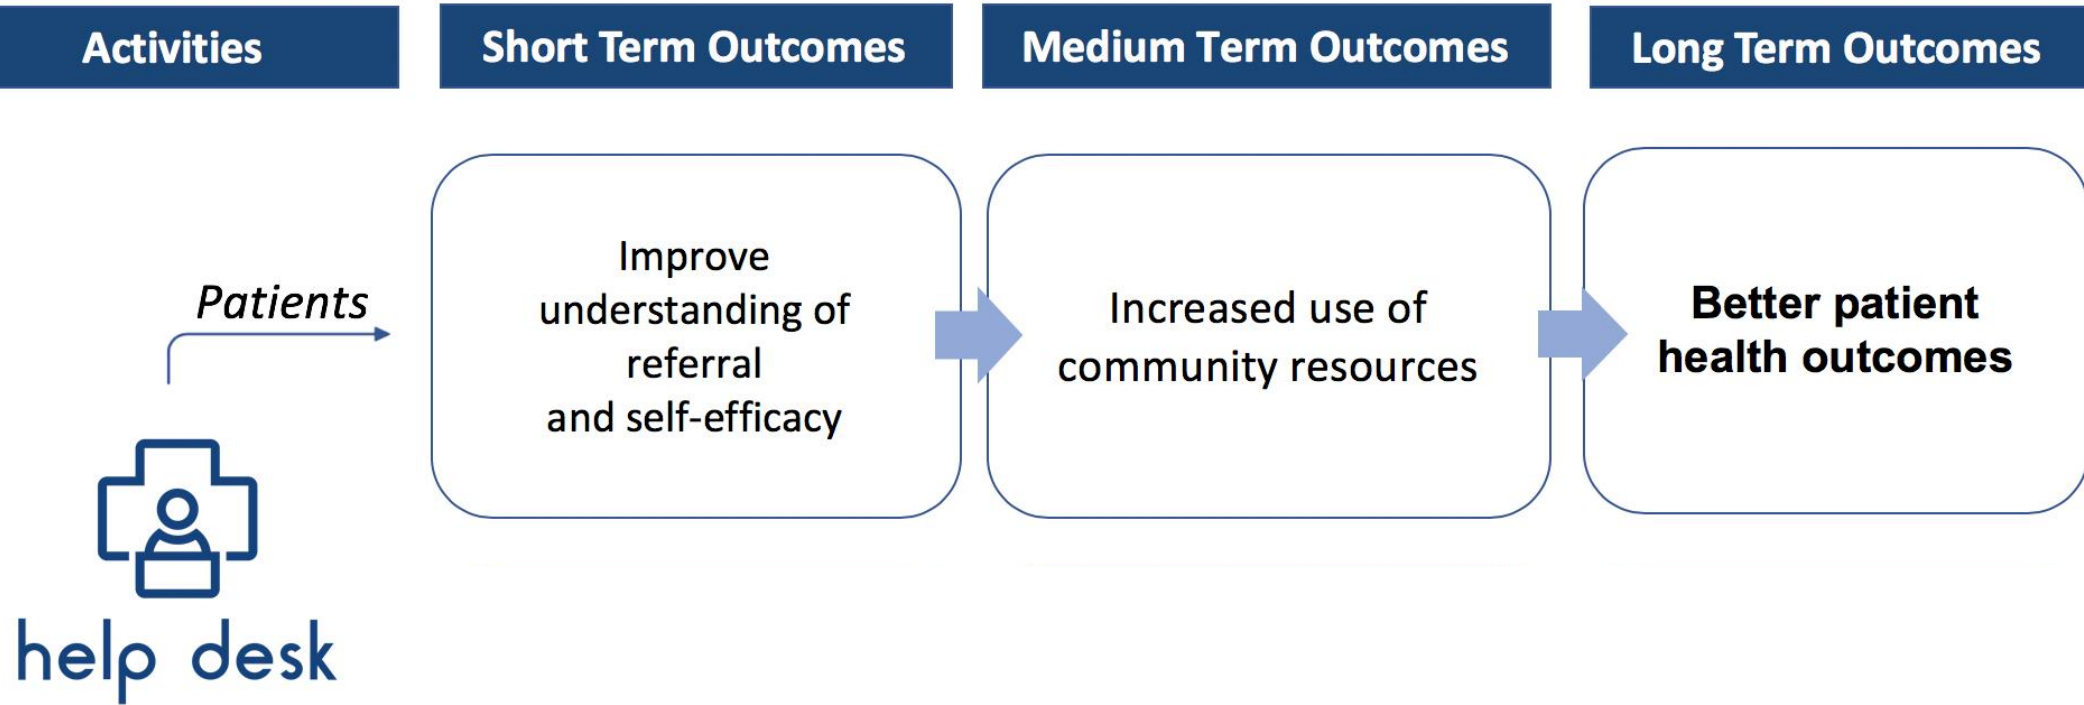 Activities
Short Term Outcomes
Medium Term Outcomes
Long Term Outcomes
Patients
help desk
Improve
understanding of
referral
and self-efficacy
Increased use of
community resources
Better patient
health outcomes